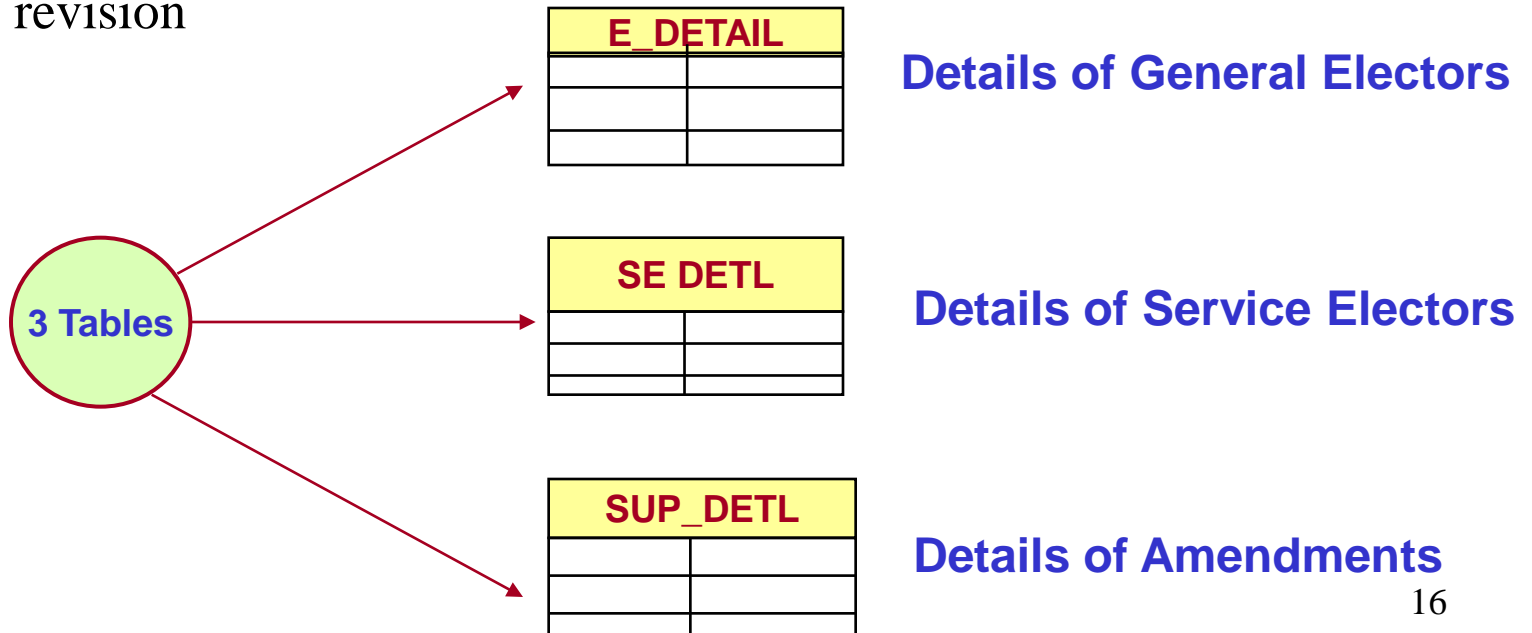 revision
E_DETAIL
Details of General Electors
3 Tables
SE DETL
Details of Service Electors
SUP_DETL
Details of Amendments
16